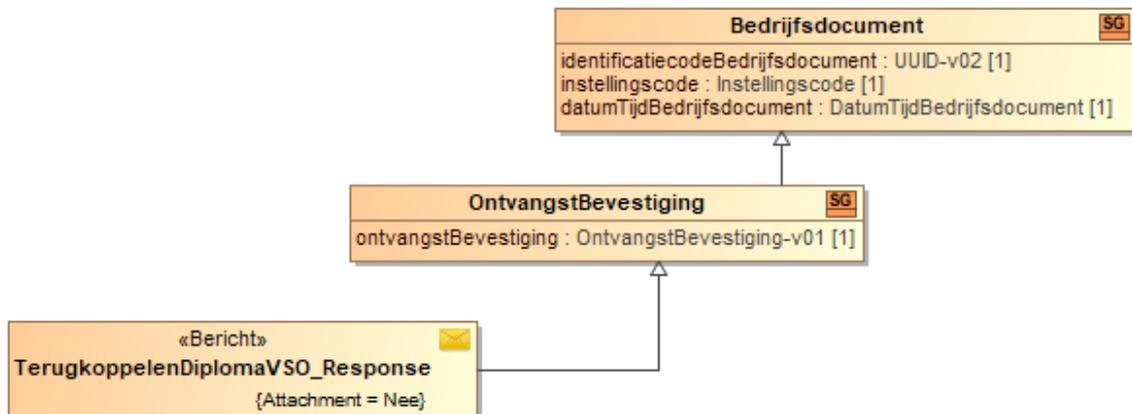 Bedrijfsdocument SG
identificatiecodeBedrijfsdocument : UUID-v02 [1]
instellingscode : Instellingscode [1]
datumTijdBedrijfsdocument : DatumTijdBedrijfsdocument [1]
OntvangstBevestiging SG
ontvangstBevestiging : OntvangstBevestiging-v01 [1]
«Bericht»
TerugkoppelenDiplomaVSO_Response
{Attachment = Nee}